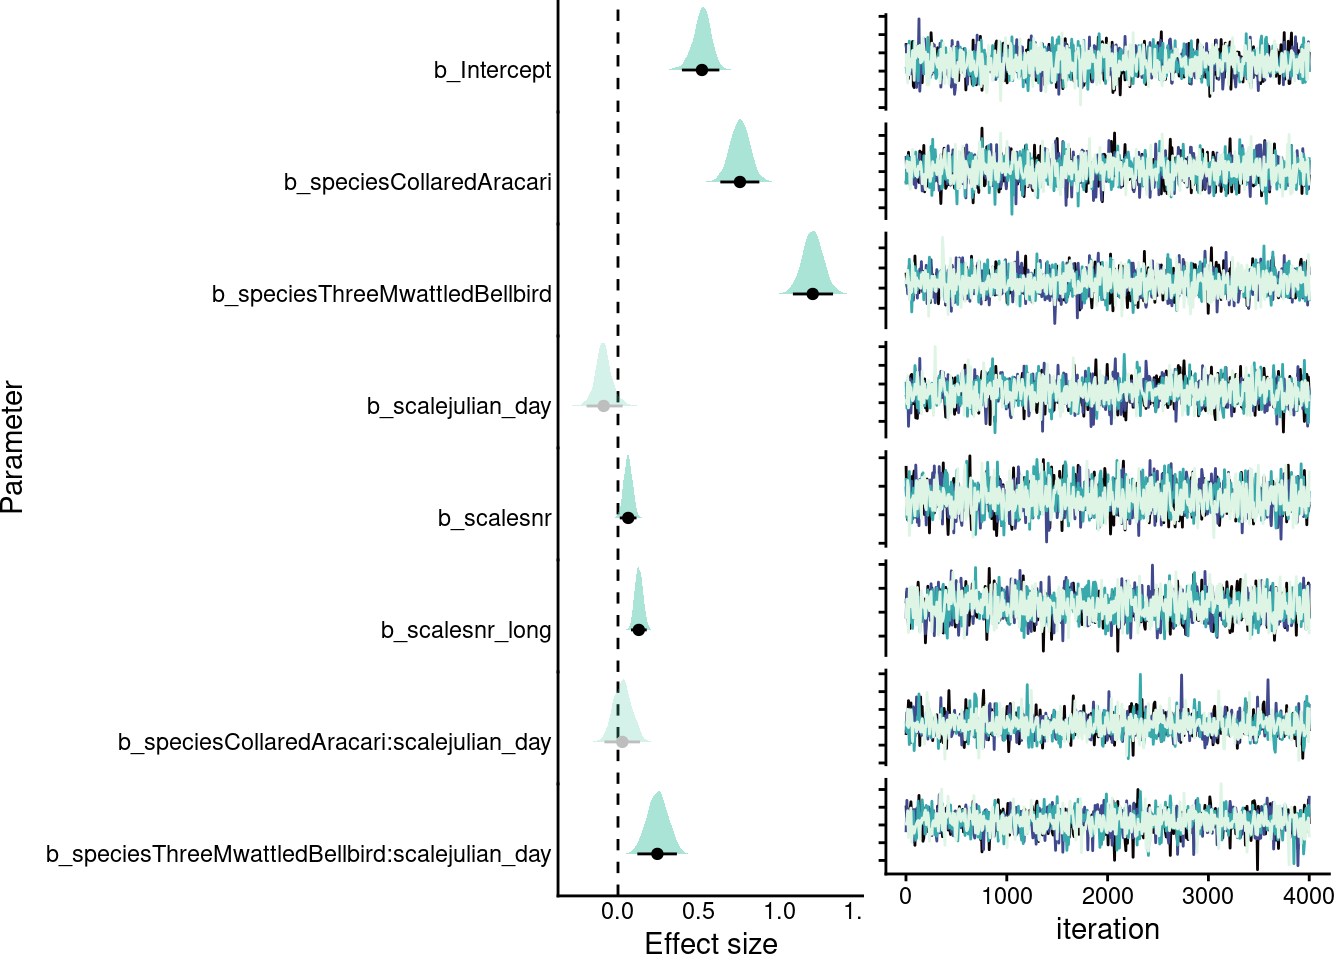 Parameter
b_Intercept
b_speciesCollaredAracari
b_speciesThreeMwattledBellbird
b_scalejulian_day
b_scalesnr
b_scalesnr_long
b_speciesCollaredAracari:scalejulian_day
b_speciesThreeMwattledBellbird:scalejulian_day
0.0 0.5 1.0 1.
Effect size
0 1000 2000 3000 4000
iteration